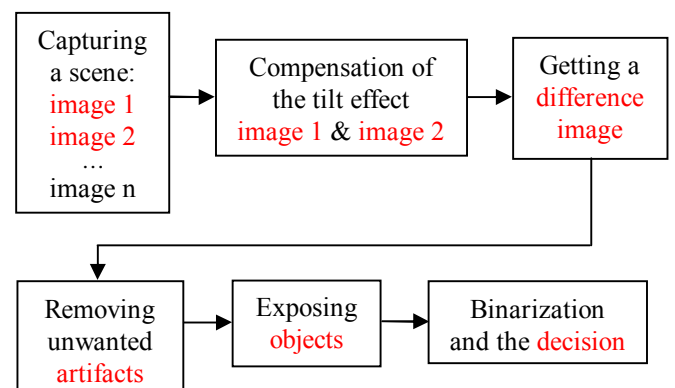 Capturing
a scene:
image 1
image 2
...
image n
Compensation of
the tilt effect
image 1 & image 2
Getting a
difference
image
Removing
unwanted
artifacts
Exposing
objects
Binarization
and the decision